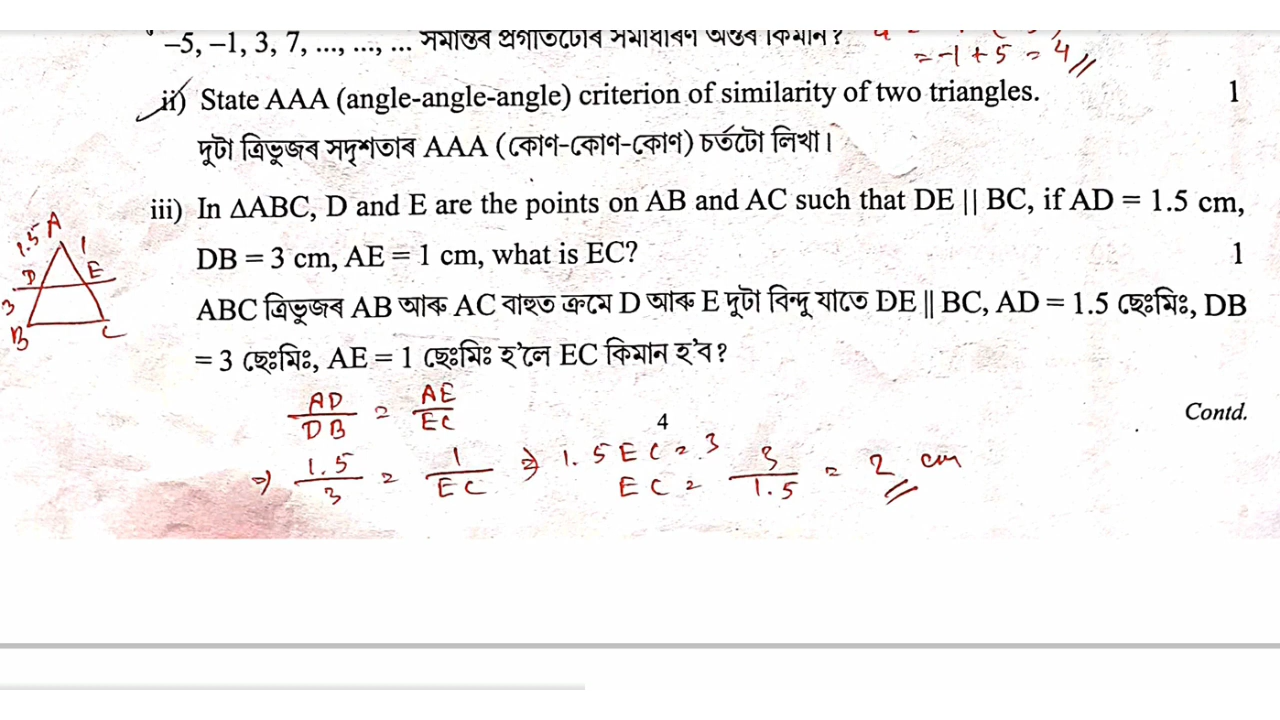 –5, –1, 3, 7, ..., ..., ... সমান্তৰ প্ৰগতিটোৰ সাধাৰণ অন্তৰ কিমান?
= –1 + 5 = 4
ii) State AAA (angle-angle-angle) criterion of similarity of two triangles. 1
দুটা ত্ৰিভুজৰ সদৃশতাৰ AAA (কোণ-কোণ-কোণ) চৰ্তটো লিখা।
iii) In ΔABC, D and E are the points on AB and AC such that DE || BC, if AD = 1.5 cm,
DB = 3 cm, AE = 1 cm, what is EC? 1
ABC ত্ৰিভুজৰ AB আৰু AC বাহুত ক্ৰমে D আৰু E দুটা বিন্দু যাতে DE || BC, AD = 1.5 ছেঃমিঃ, DB
= 3 ছেঃমিঃ, AE = 1 ছেঃমিঃ হ'লে EC কিমান হ'ব?
1.5 A 1
D E
3
B C
AD/DB = AE/EC
4
Contd.
⇒ 1.5/3 = 1/EC ⇒ 1.5 EC = 3
EC = 3/1.5 = 2 cm